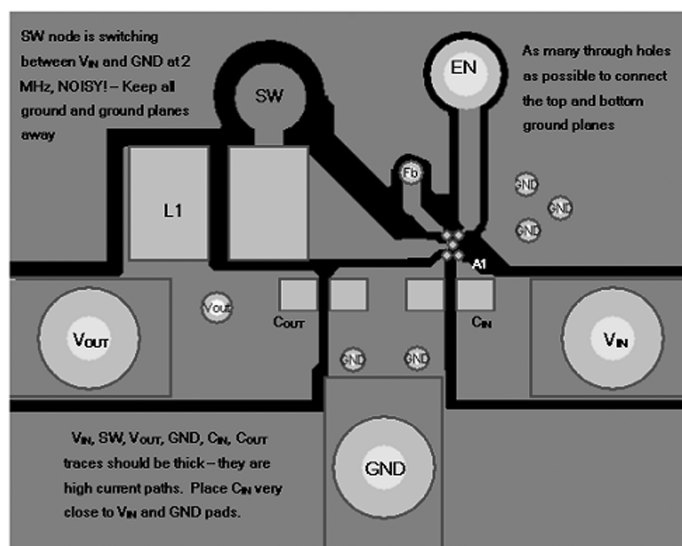 SW node is switching
between VIN and GND at 2
MHz, NOISY! – Keep all
ground and ground planes
away
SW
EN
As many through holes
as possible to connect
the top and bottom
ground planes
Fb
GND
GND
GND
L1
A1
Vout
COUT
CIN
VOUT
VIN
GND
GND
GND
VIN, SW, VOUT, GND, CIN, COUT
traces should be thick – they are
high current paths. Place CIN very
close to VIN and GND pads.